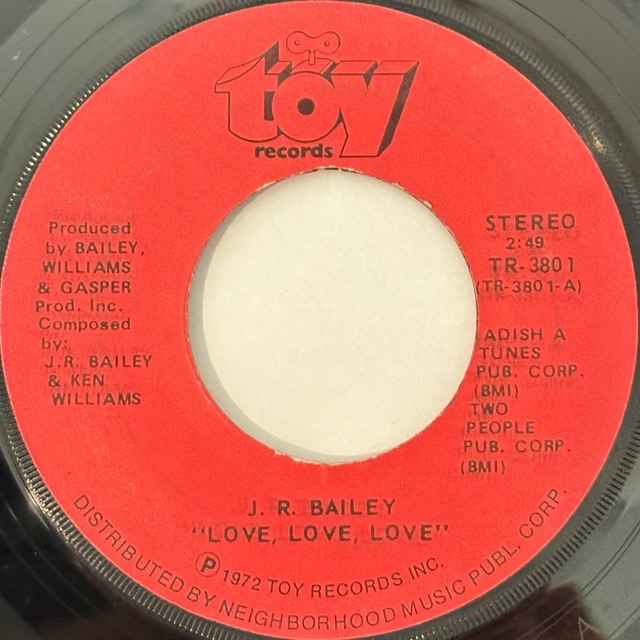 toy
records
Produced
by BAILEY,
WILLIAMS
& GASPER
Prod. Inc.
Composed
by:
J.R. BAILEY
& KEN
WILLIAMS
STEREO
2:49
TR-3801
(TR-3801-A)
ADISH A
TUNES
PUB. CORP.
(BMI)
TWO
PEOPLE
PUB. CORP.
(BMI)
J. R. BAILEY
"LOVE, LOVE, LOVE"
Ⓟ 1972 TOY RECORDS INC.
DISTRIBUTED BY NEIGHBORHOOD MUSIC PUBL. CORP.
A